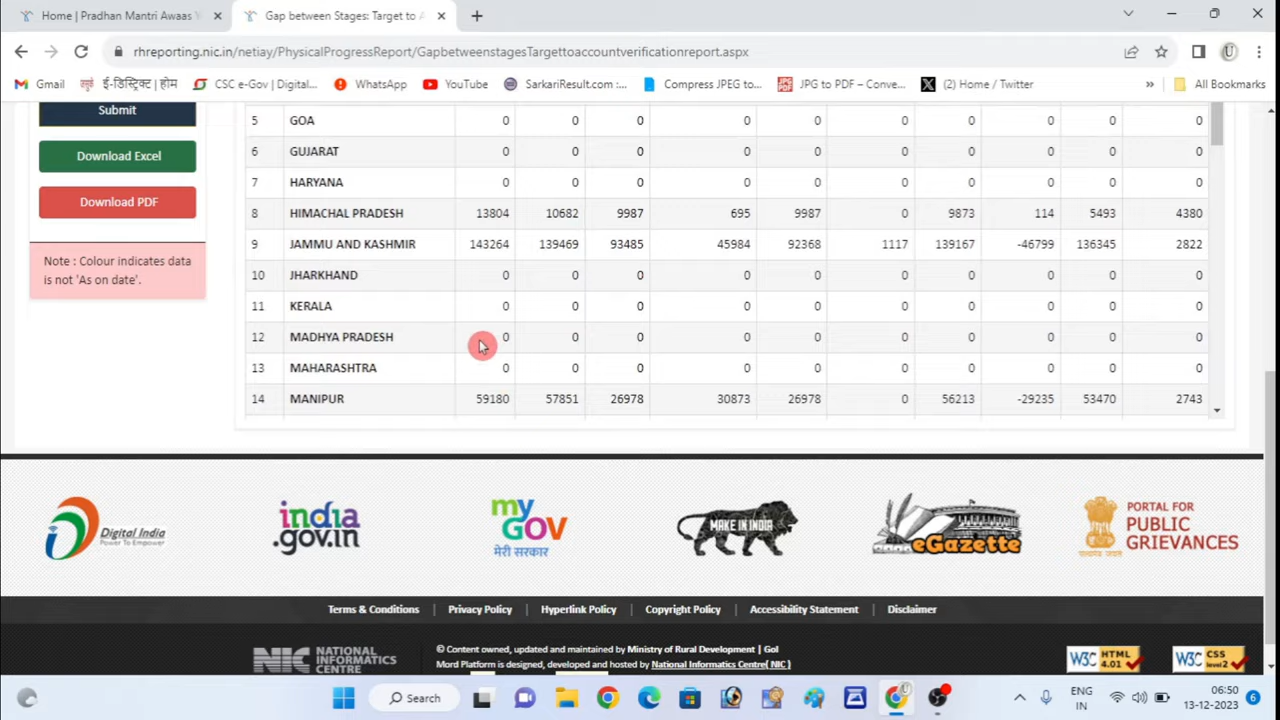 Home | Pradhan Mantri Awaas Y
Gap between Stages: Target to A
rhreporting.nic.in/netiay/PhysicalProgressReport/GapbetweenstagesTargettoaccountverificationreport.aspx
Gmail
ई-डिस्ट्रिक्ट | होम
CSC e-Gov | Digital...
WhatsApp
YouTube
SarkariResult.com :...
Compress JPEG to...
JPG to PDF – Conve...
(2) Home / Twitter
»
All Bookmarks
Submit
Download Excel
Download PDF
Note : Colour indicates data
is not 'As on date'.
5 GOA 0 0 0 0 0 0 0 0 0 0
6 GUJARAT 0 0 0 0 0 0 0 0 0 0
7 HARYANA 0 0 0 0 0 0 0 0 0 0
8 HIMACHAL PRADESH 13804 10682 9987 695 9987 0 9873 114 5493 4380
9 JAMMU AND KASHMIR 143264 139469 93485 45984 92368 1117 139167 -46799 136345 2822
10 JHARKHAND 0 0 0 0 0 0 0 0 0 0
11 KERALA 0 0 0 0 0 0 0 0 0 0
12 MADHYA PRADESH 0 0 0 0 0 0 0 0 0 0
13 MAHARASHTRA 0 0 0 0 0 0 0 0 0 0
14 MANIPUR 59180 57851 26978 30873 26978 0 56213 -29235 53470 2743
Digital India
Power To Empower
india
.gov.in
my
GOV
मेरी सरकार
MAKE IN INDIA
eGazette
PORTAL FOR
PUBLIC
GRIEVANCES
Terms & Conditions | Privacy Policy | Hyperlink Policy | Copyright Policy | Accessibility Statement | Disclaimer
NIC NATIONAL
INFORMATICS
CENTRE
© Content owned, updated and maintained by Ministry of Rural Development | GoI
Mord Platform is designed, developed and hosted by National Informatics Centre( NIC )
W3C HTML
4.01
W3C CSS
level 2
Search
ENG
IN
06:50
13-12-2023
6